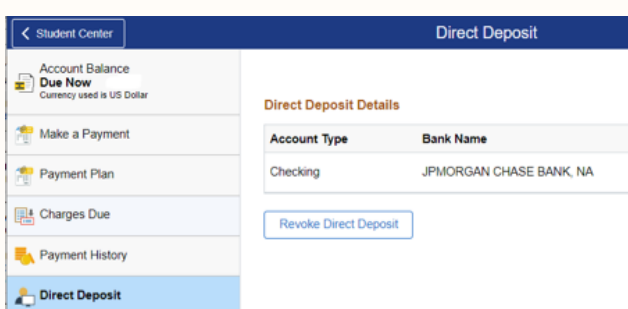 Student Center
Direct Deposit
Account Balance
Due Now
Currency used is US Dollar
Make a Payment
Payment Plan
Charges Due
Payment History
Direct Deposit
Direct Deposit Details
Account Type Bank Name
Checking JPMORGAN CHASE BANK, NA
Revoke Direct Deposit